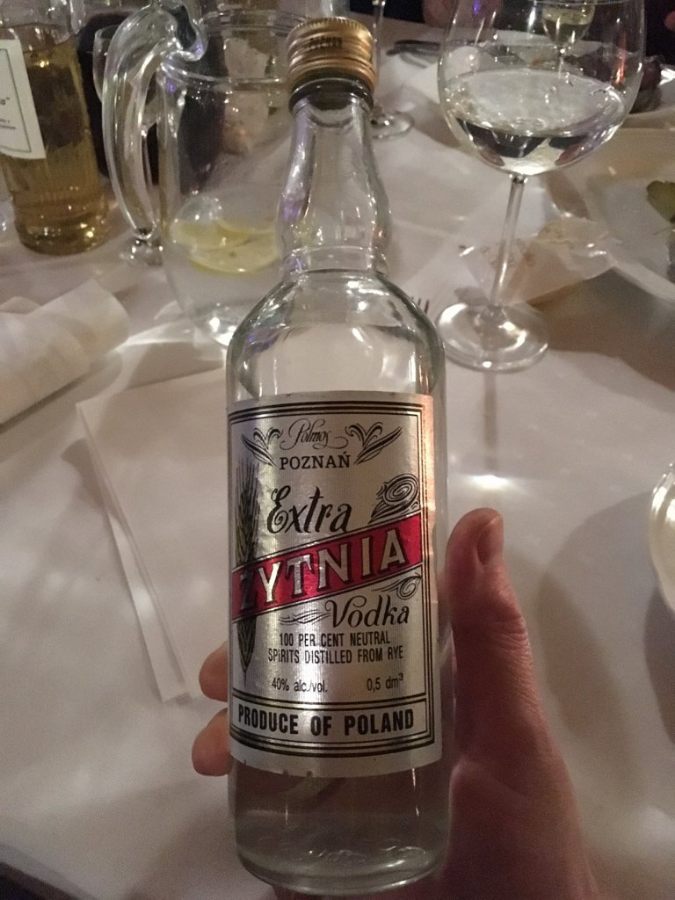 Polmos
POZNAŃ
Extra
ŻYTNIA
Vodka
100 PER CENT NEUTRAL
SPIRITS DISTILLED FROM RYE
40% alc./vol. 0,5 dm³
PRODUCE OF POLAND